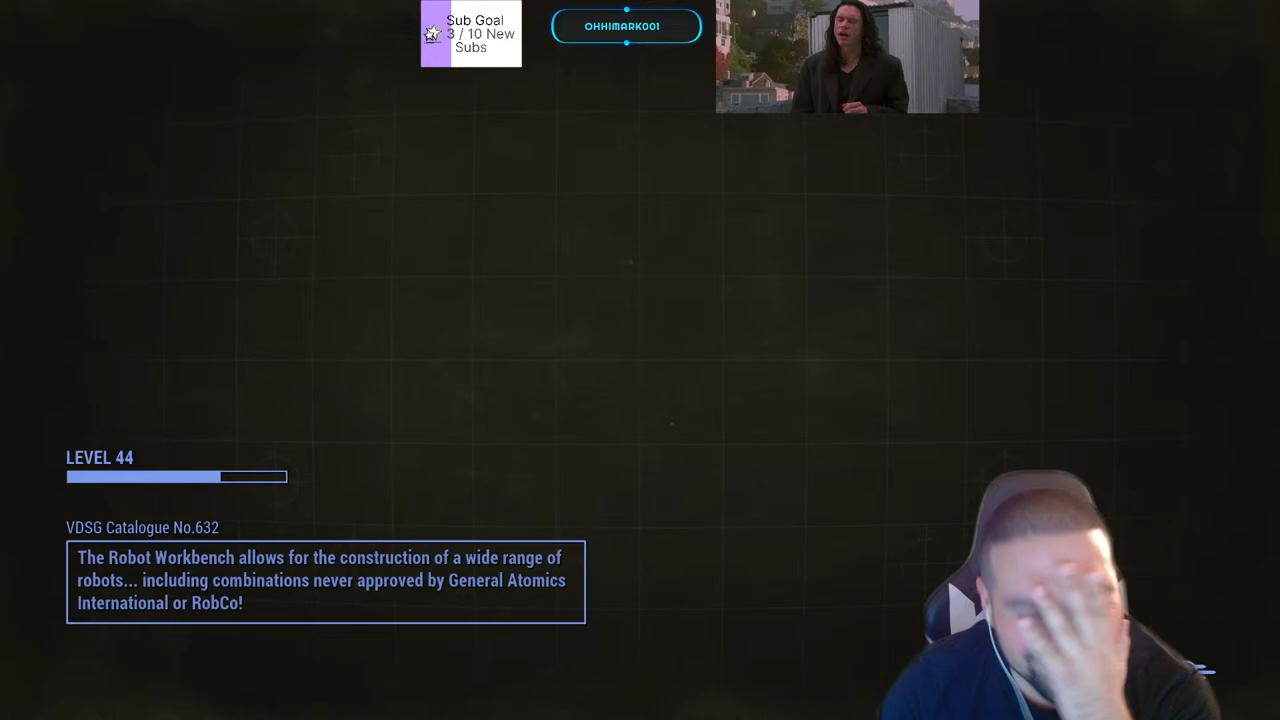 Sub Goal
3 / 10 New
Subs
OHHIMARK001
LEVEL 44
VDSG Catalogue No.632
The Robot Workbench allows for the construction of a wide range of
robots... including combinations never approved by General Atomics
International or RobCo!